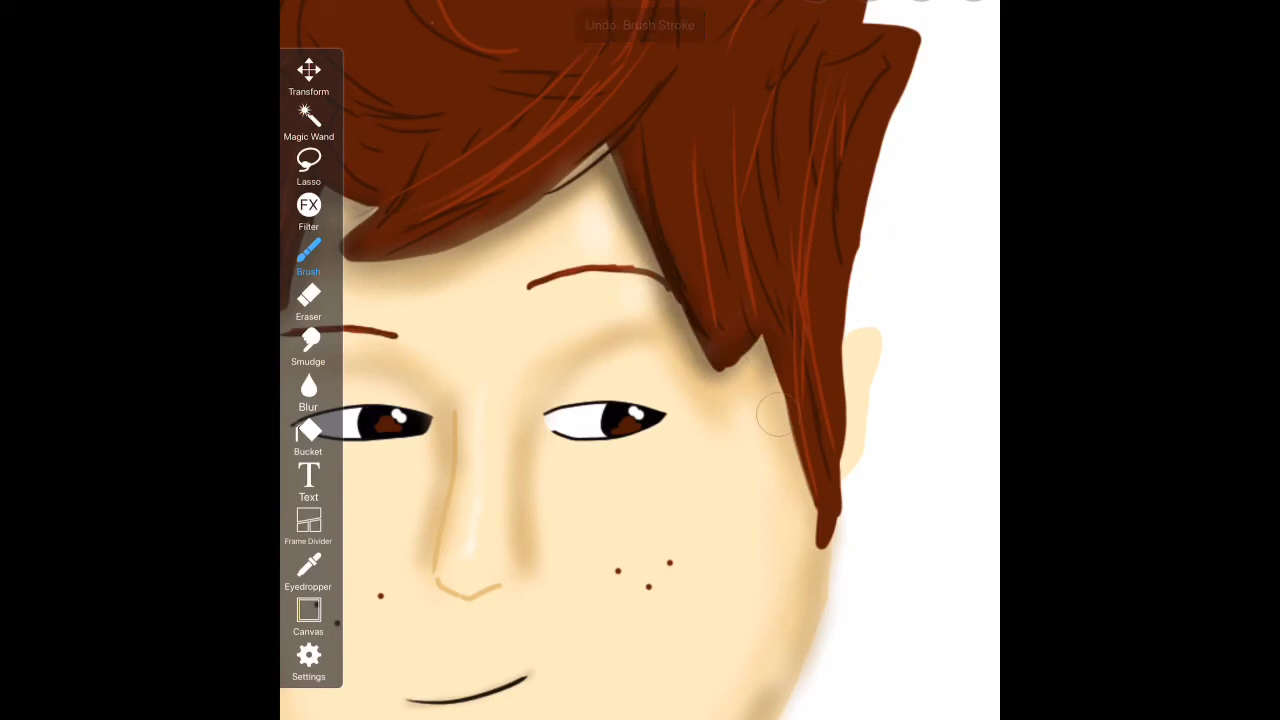 Undo: Brush Stroke
Transform
Magic Wand
Lasso
FX
Filter
Brush
Eraser
Smudge
Blur
Bucket
T
Text
Frame Divider
Eyedropper
Canvas
Settings